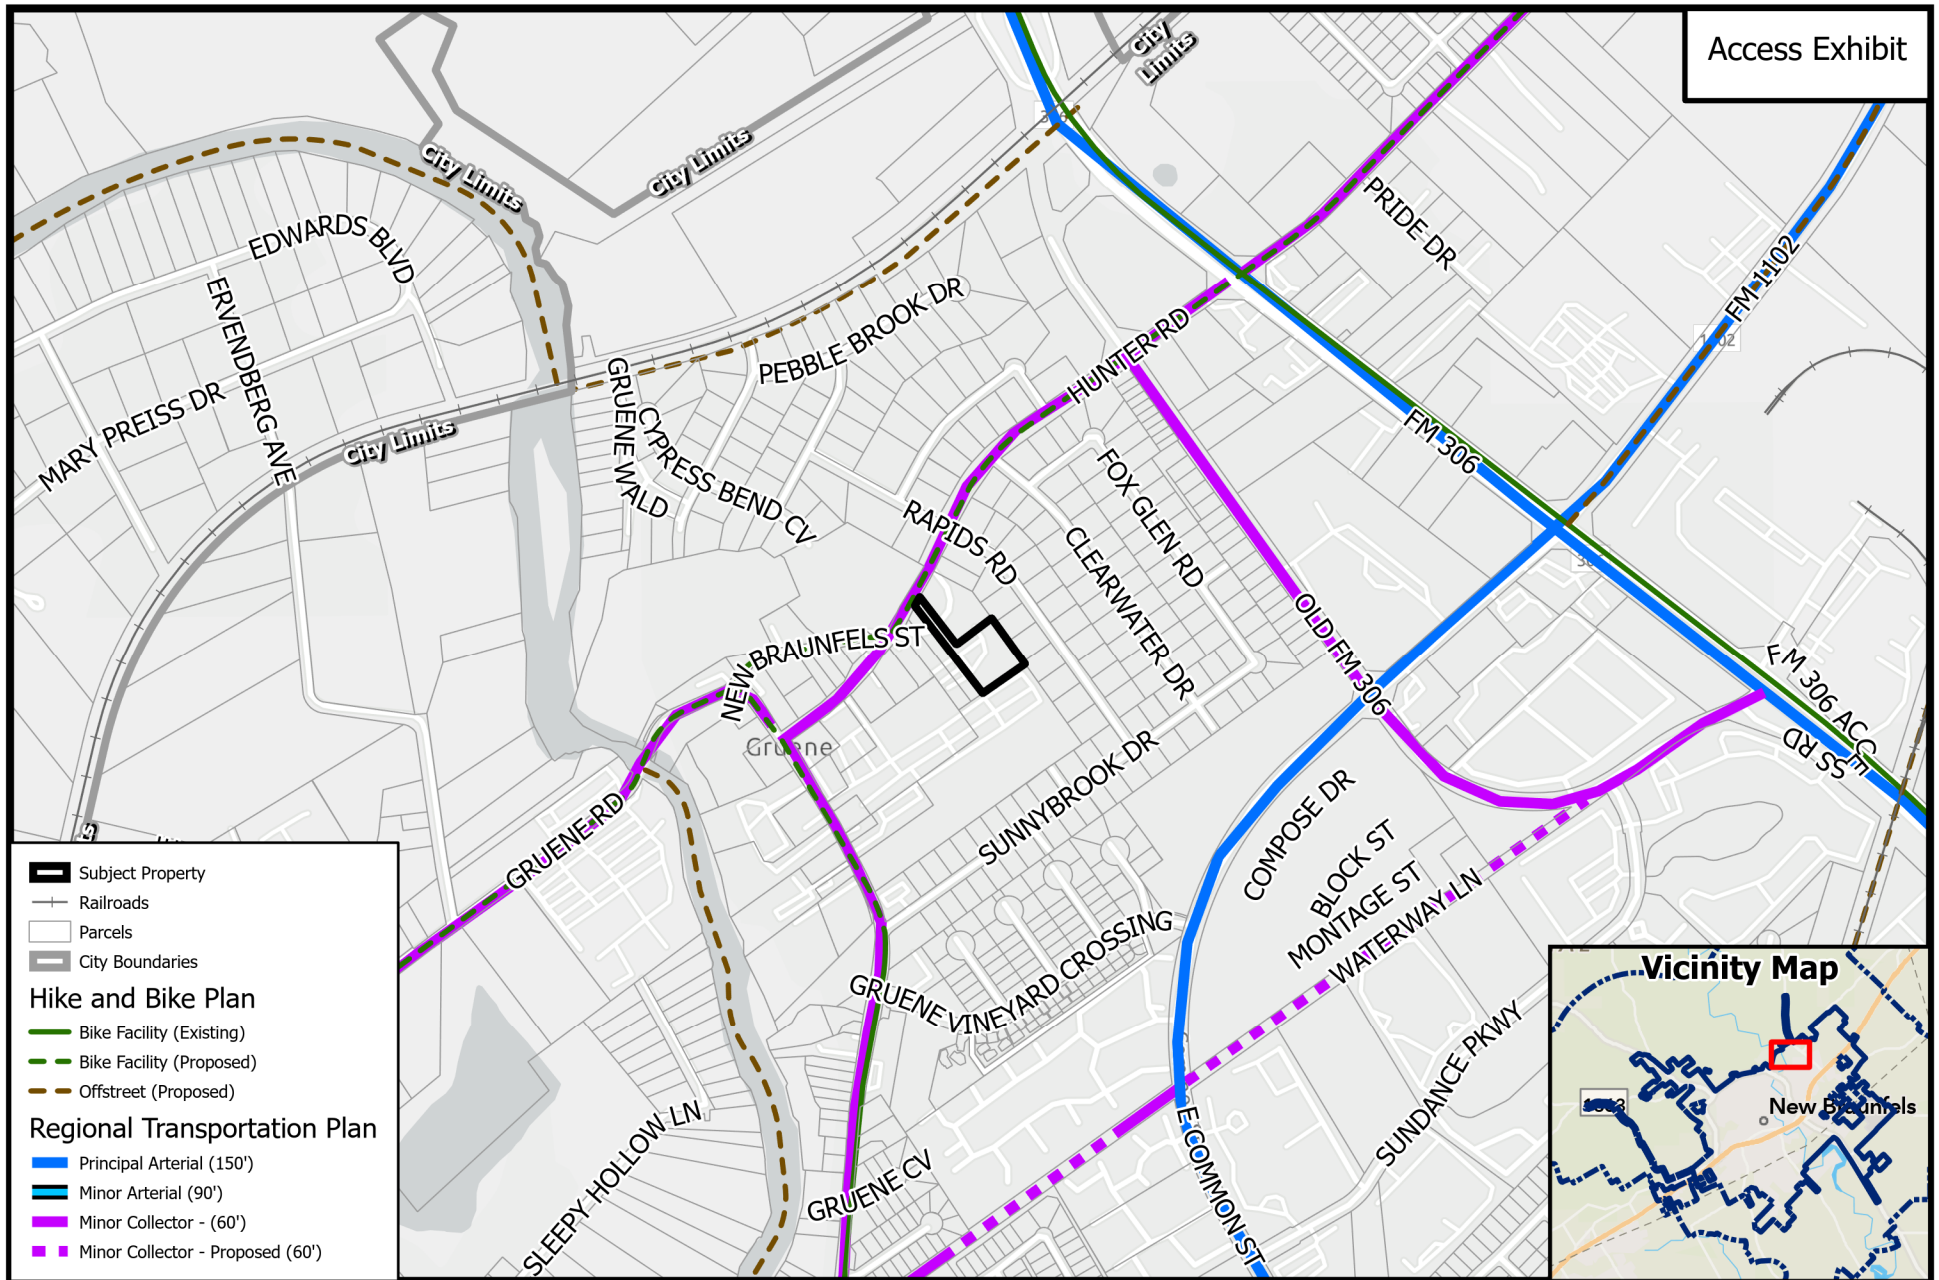 Access Exhibit
City
Limits
City Limits
City Limits
City Limits
EDWARDS BLVD
ERVENDBERG AVE
MARY PREISS DR
PEBBLE BROOK DR
GRUENE WALD
CYPRESS BEND CV
HUNTER RD
PRIDE DR
FM 1102
FM 306
RAPIDS RD
FOX GLEN RD
CLEARWATER DR
OLD FM 306
NEW BRAUNFELS ST
Gruene
FM 306 ACCESS RD
GRUENE RD
SUNNYBROOK DR
COMPOSE DR
BLOCK ST
MONTAGE ST
WATERWAY LN
GRUENE VINEYARD CROSSING
SUNDANCE PKWY
SLEEPY HOLLOW LN
GRUENE CV
E COMMON ST
Subject Property
Railroads
Parcels
City Boundaries
Hike and Bike Plan
Bike Facility (Existing)
Bike Facility (Proposed)
Offstreet (Proposed)
Regional Transportation Plan
Principal Arterial (150')
Minor Arterial (90')
Minor Collector - (60')
Minor Collector - Proposed (60')
Vicinity Map
New Braunfels